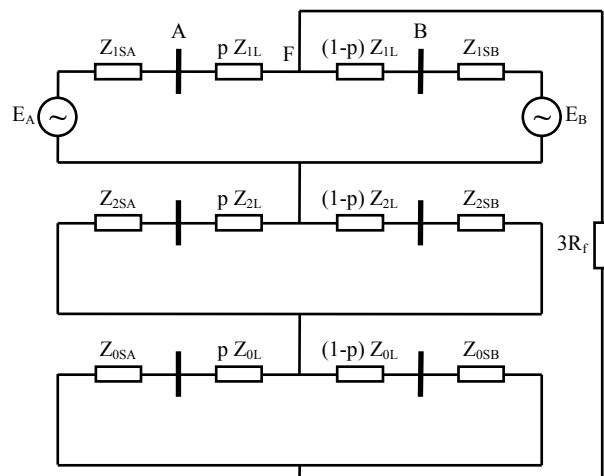 A B
Z1SA p Z1L F (1-p) Z1L Z1SB
EA ~ ~ EB
Z2SA p Z2L (1-p) Z2L Z2SB
3Rf
Z0SA p Z0L (1-p) Z0L Z0SB